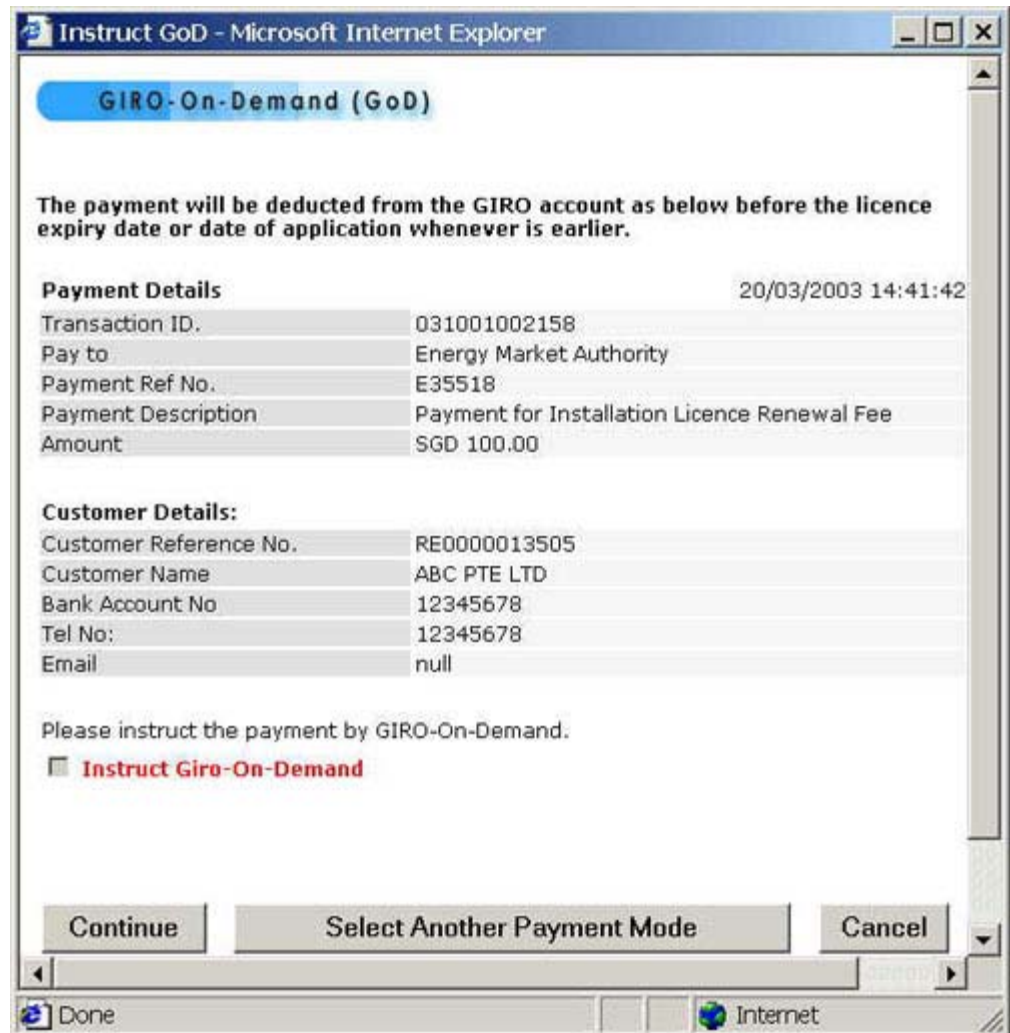 Instruct GoD - Microsoft Internet Explorer
GIRO-On-Demand (GoD)
The payment will be deducted from the GIRO account as below before the licence
expiry date or date of application whenever is earlier.
Payment Details 20/03/2003 14:41:42
Transaction ID. 031001002158
Pay to Energy Market Authority
Payment Ref No. E35518
Payment Description Payment for Installation Licence Renewal Fee
Amount SGD 100.00
Customer Details:
Customer Reference No. RE0000013505
Customer Name ABC PTE LTD
Bank Account No 12345678
Tel No: 12345678
Email null
Please instruct the payment by GIRO-On-Demand.
Instruct Giro-On-Demand
Continue Select Another Payment Mode Cancel
Done Internet